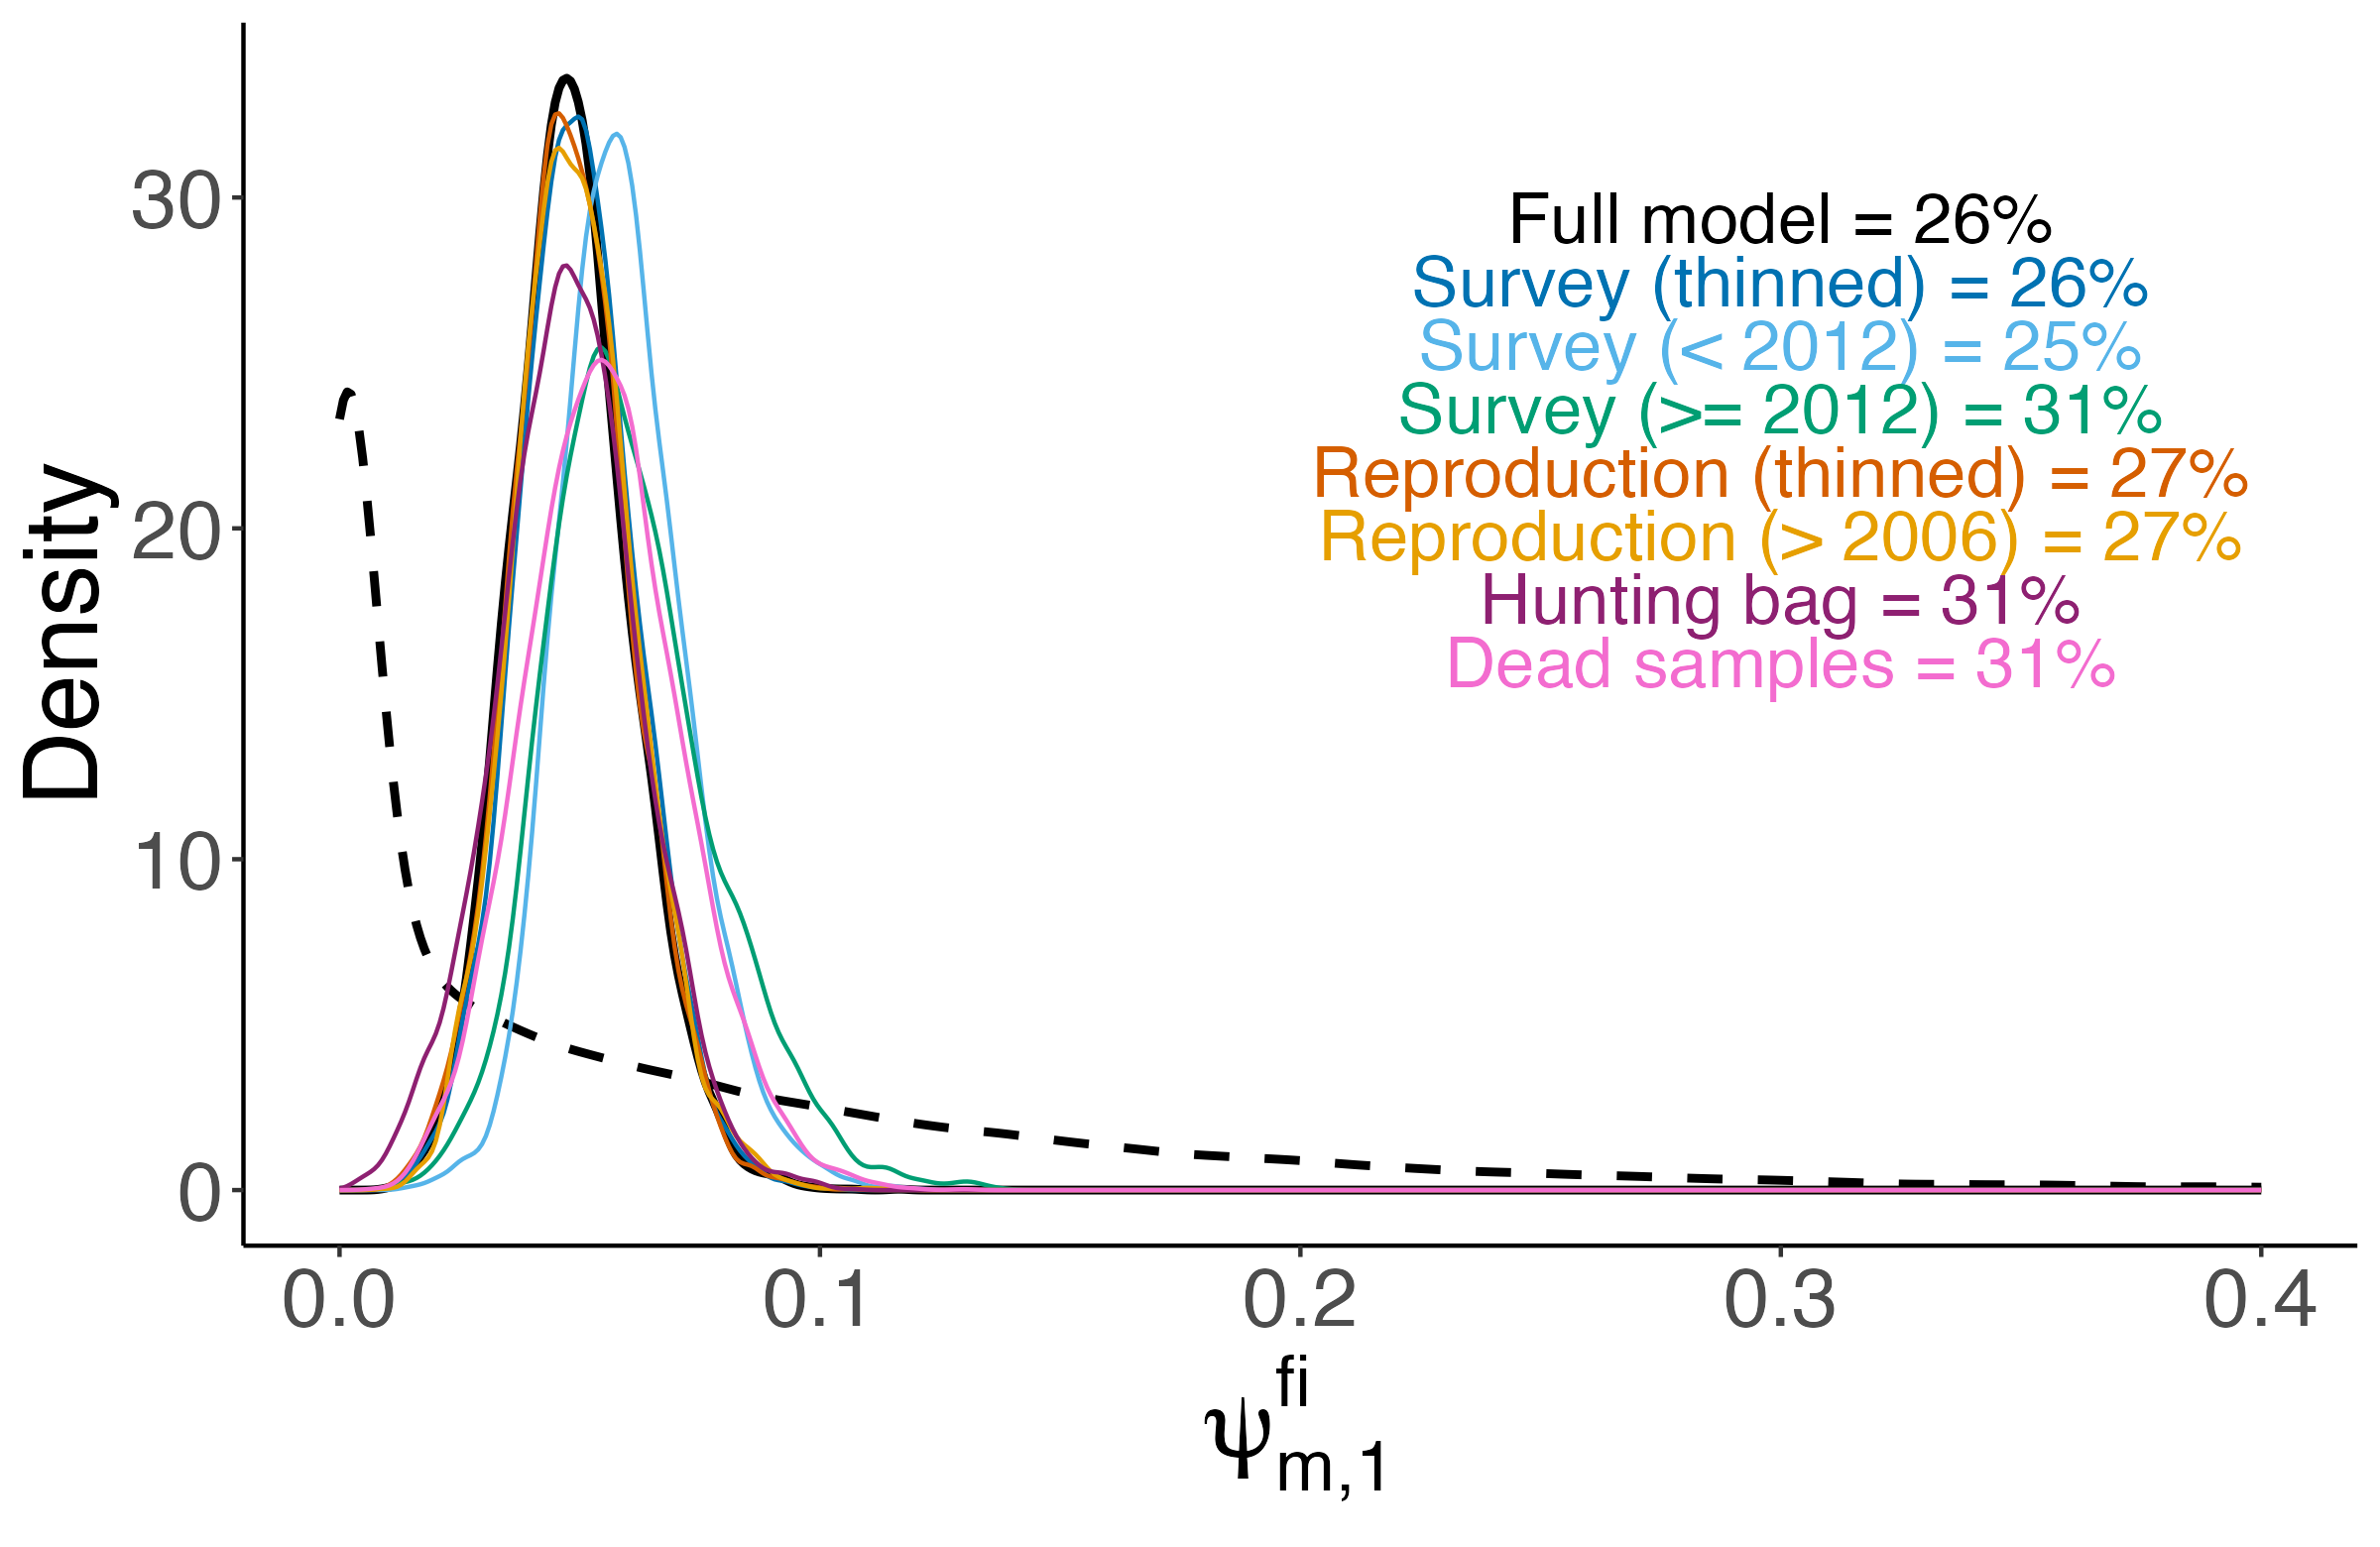 Density
30
20
10
0
Full model = 26%
Survey (thinned) = 26%
Survey (< 2012) = 25%
Survey (>= 2012) = 31%
Reproduction (thinned) = 27%
Reproduction (> 2006) = 27%
Hunting bag = 31%
Dead samples = 31%
0.0 0.1 0.2 0.3 0.4
ψ fi m,1